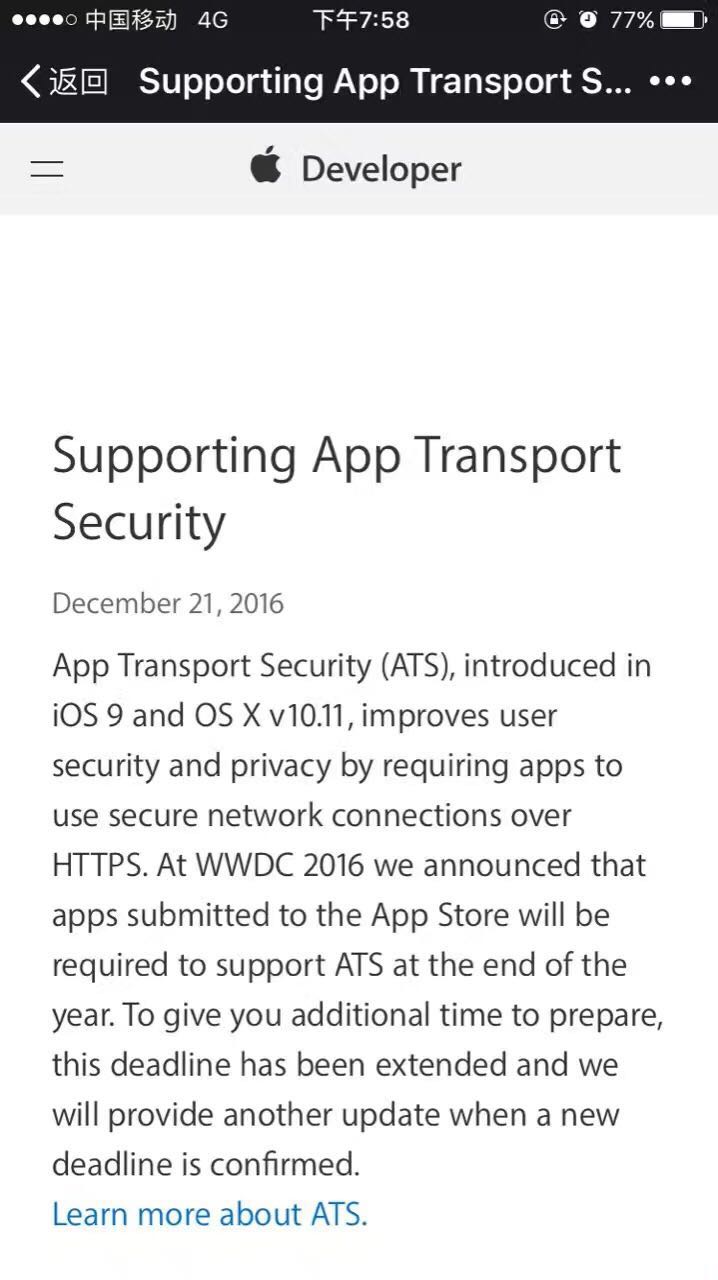 中国移动 4G 下午7:58 77%
返回 Supporting App Transport S... •••
Developer
Supporting App Transport
Security
December 21, 2016
App Transport Security (ATS), introduced in
iOS 9 and OS X v10.11, improves user
security and privacy by requiring apps to
use secure network connections over
HTTPS. At WWDC 2016 we announced that
apps submitted to the App Store will be
required to support ATS at the end of the
year. To give you additional time to prepare,
this deadline has been extended and we
will provide another update when a new
deadline is confirmed.
Learn more about ATS.